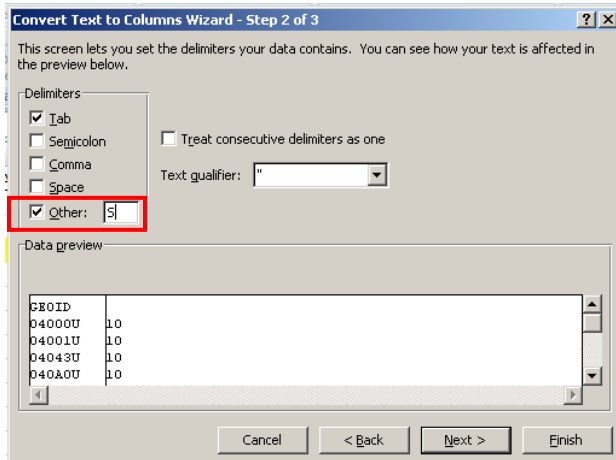 Convert Text to Columns Wizard - Step 2 of 3
This screen lets you set the delimiters your data contains. You can see how your text is affected in
the preview below.
Delimiters
Tab
Semicolon
Comma
Space
Other: S
Treat consecutive delimiters as one
Text qualifier: "
Data preview
GEOID
04000U 10
04001U 10
04043U 10
040A0U 10
Cancel
< Back
Next >
Finish